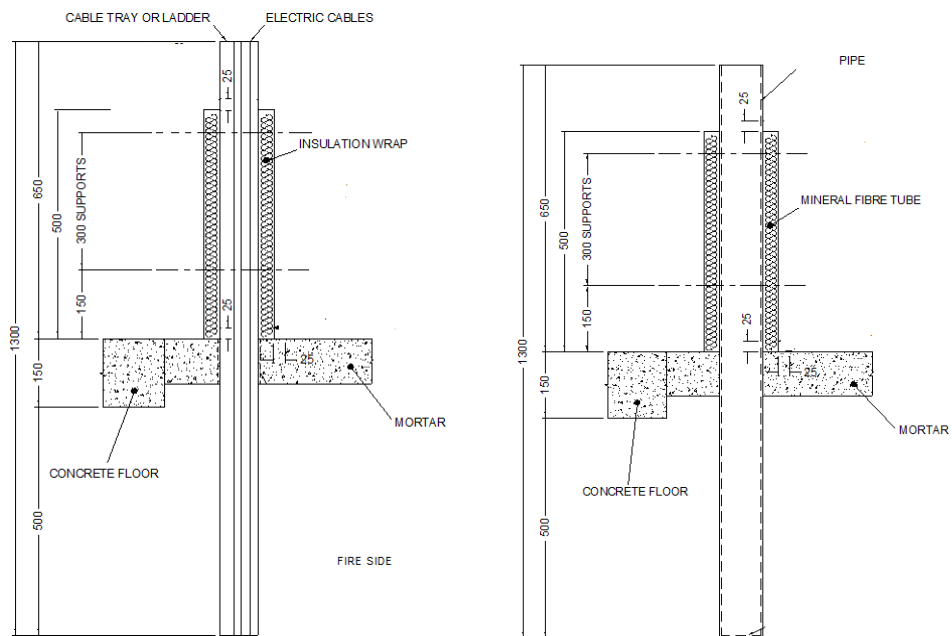 CABLE TRAY OR LADDER
ELECTRIC CABLES
25
INSULATION WRAP
650
500
300 SUPPORTS
150
25
25
1300
150
MORTAR
CONCRETE FLOOR
500
FIRE SIDE
PIPE
25
650
500
300 SUPPORTS
MINERAL FIBRE TUBE
150
25
25
1300
150
MORTAR
CONCRETE FLOOR
500